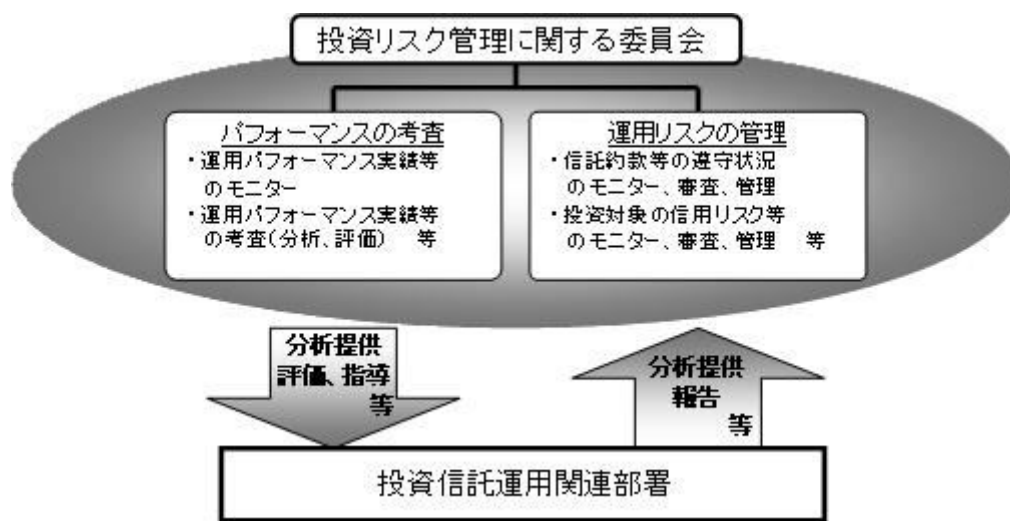 投資リスク管理に関する委員会
パフォーマンスの考査
・運用パフォーマンス実績等
のモニター
・運用パフォーマンス実績等
の考査(分析、評価) 等
運用リスクの管理
・信託約款等の遵守状況
のモニター、審査、管理
・投資対象の信用リスク等
のモニター、審査、管理 等
分析提供
評価、指導
等
分析提供
報告
等
投資信託運用関連部署